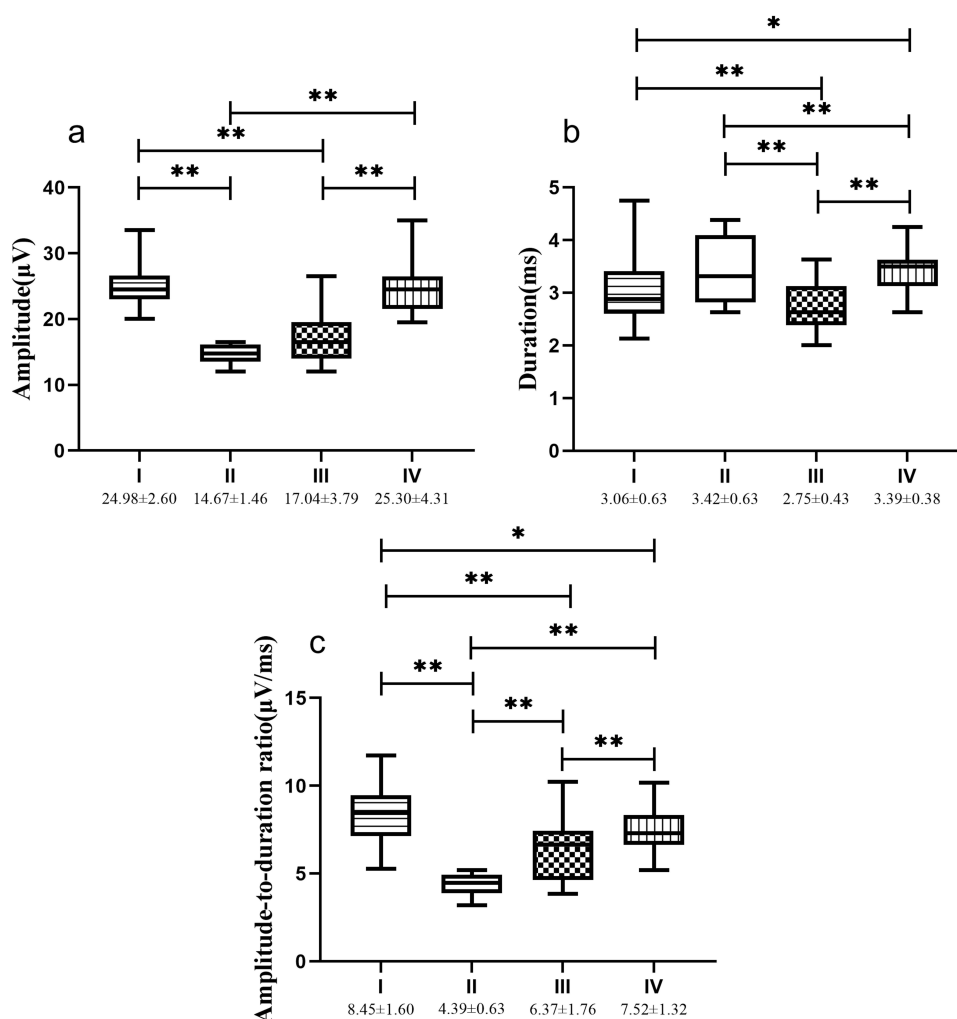 *
**
**
**
a
**
b
**
**
**
**
40
30
20
10
0
Amplitude(μV)
I II III IV
24.98±2.60 14.67±1.46 17.04±3.79 25.30±4.31
5
4
3
2
1
0
Duration(ms)
I II III IV
3.06±0.63 3.42±0.63 2.75±0.43 3.39±0.38
*
**
c
**
**
**
**
15
10
5
0
Amplitude-to-duration ratio(μV/ms)
I II III IV
8.45±1.60 4.39±0.63 6.37±1.76 7.52±1.32